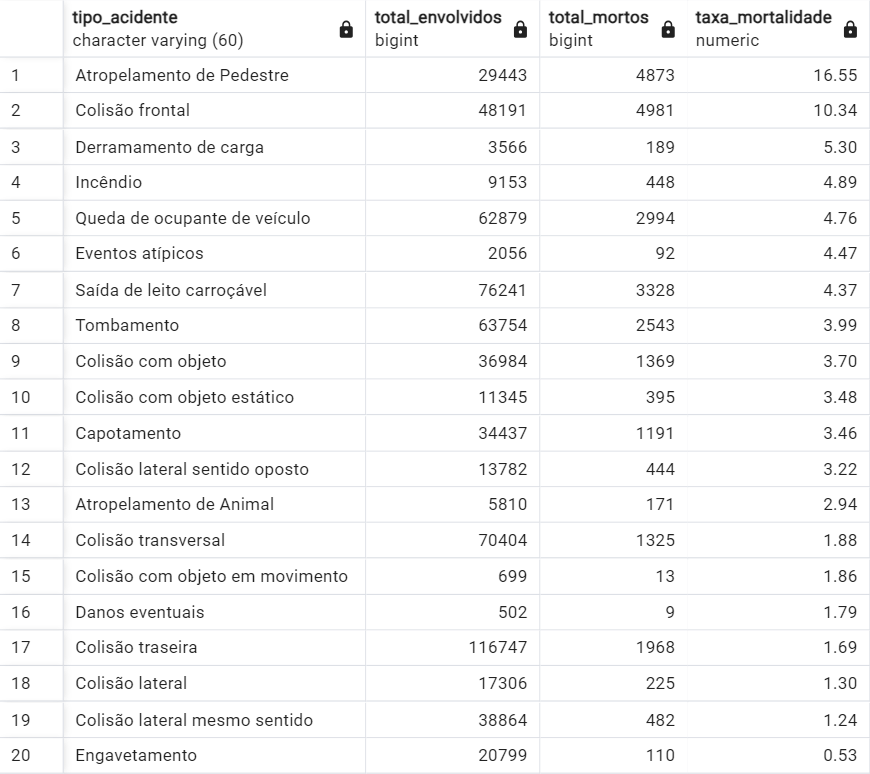 tipo_acidente total_envolvidos total_mortos taxa_mortalidade
character varying (60) bigint bigint numeric
1 Atropelamento de Pedestre 29443 4873 16.55
2 Colisão frontal 48191 4981 10.34
3 Derramamento de carga 3566 189 5.30
4 Incêndio 9153 448 4.89
5 Queda de ocupante de veículo 62879 2994 4.76
6 Eventos atípicos 2056 92 4.47
7 Saída de leito carroçável 76241 3328 4.37
8 Tombamento 63754 2543 3.99
9 Colisão com objeto 36984 1369 3.70
10 Colisão com objeto estático 11345 395 3.48
11 Capotamento 34437 1191 3.46
12 Colisão lateral sentido oposto 13782 444 3.22
13 Atropelamento de Animal 5810 171 2.94
14 Colisão transversal 70404 1325 1.88
15 Colisão com objeto em movimento 699 13 1.86
16 Danos eventuais 502 9 1.79
17 Colisão traseira 116747 1968 1.69
18 Colisão lateral 17306 225 1.30
19 Colisão lateral mesmo sentido 38864 482 1.24
20 Engavetamento 20799 110 0.53